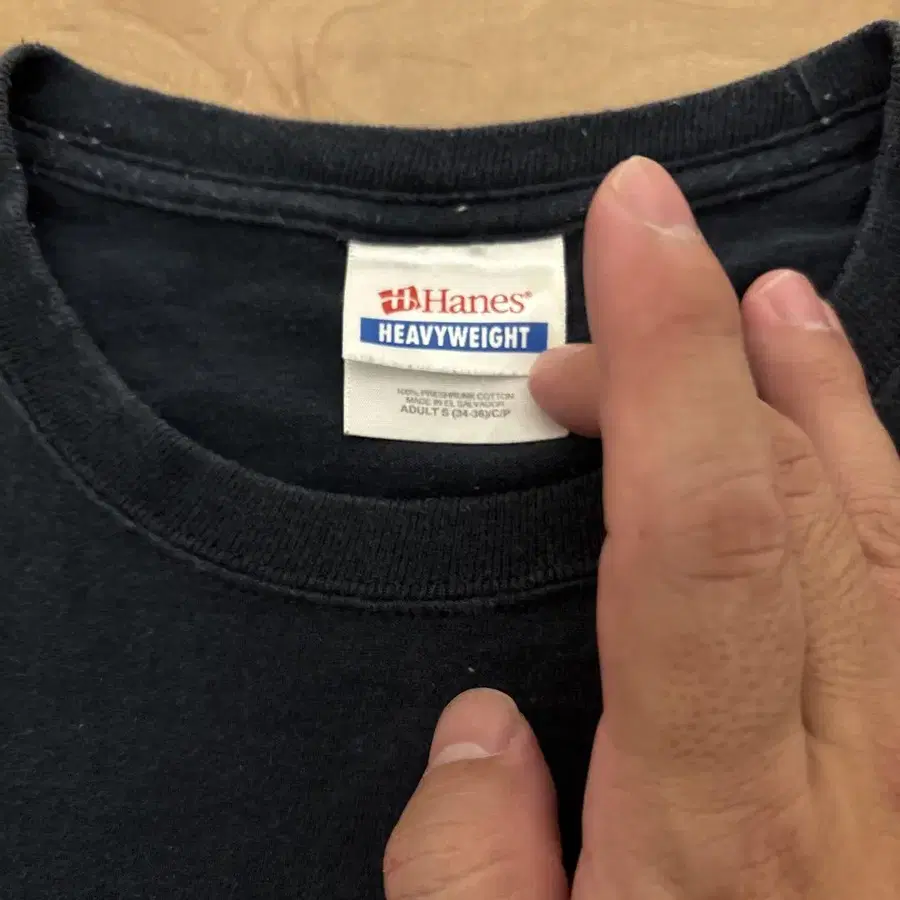 Hanes®
HEAVYWEIGHT
100% PRESHRUNK COTTON
MADE IN EL SALVADOR
ADULT S (34-36)/C/P